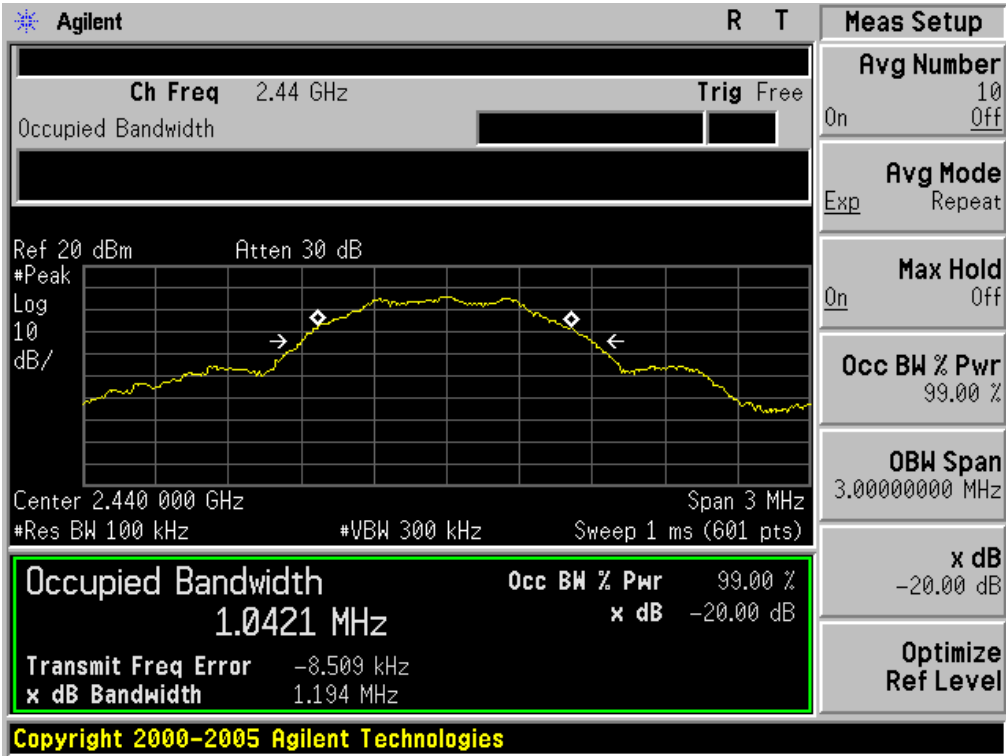 Agilent R T
Meas Setup
Ch Freq 2.44 GHz Trig Free
Occupied Bandwidth
Avg Number
10
On Off
Avg Mode
Exp Repeat
Max Hold
On Off
Occ BW % Pwr
99.00 %
OBW Span
3.00000000 MHz
x dB
-20.00 dB
Optimize
Ref Level
Ref 20 dBm Atten 30 dB
#Peak
Log
10
dB/
Center 2.440 000 GHz Span 3 MHz
#Res BW 100 kHz #VBW 300 kHz Sweep 1 ms (601 pts)
Occupied Bandwidth Occ BW % Pwr 99.00 %
1.0421 MHz x dB -20.00 dB
Transmit Freq Error -8.509 kHz
x dB Bandwidth 1.194 MHz
Copyright 2000-2005 Agilent Technologies